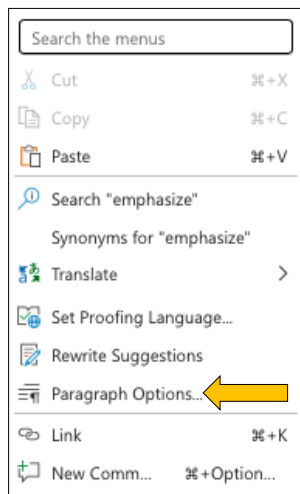 Search the menus
Cut ⌘+X
Copy ⌘+C
Paste ⌘+V
Search "emphasize"
Synonyms for "emphasize"
Translate
Set Proofing Language...
Rewrite Suggestions
Paragraph Options...
Link ⌘+K
New Comm... ⌘+Option...